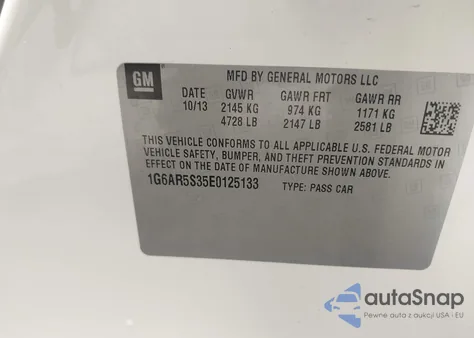 GM
MFD BY GENERAL MOTORS LLC
DATE GVWR GAWR FRT GAWR RR
10/13 2145 KG 974 KG 1171 KG
4728 LB 2147 LB 2581 LB
THIS VEHICLE CONFORMS TO ALL APPLICABLE U.S. FEDERAL MOTOR
VEHICLE SAFETY, BUMPER, AND THEFT PREVENTION STANDARDS IN
EFFECT ON THE DATE OF MANUFACTURE SHOWN ABOVE.
1G6AR5S35E0125133 TYPE: PASS CAR
autoSnap
Pewne auta z aukcji USA i EU